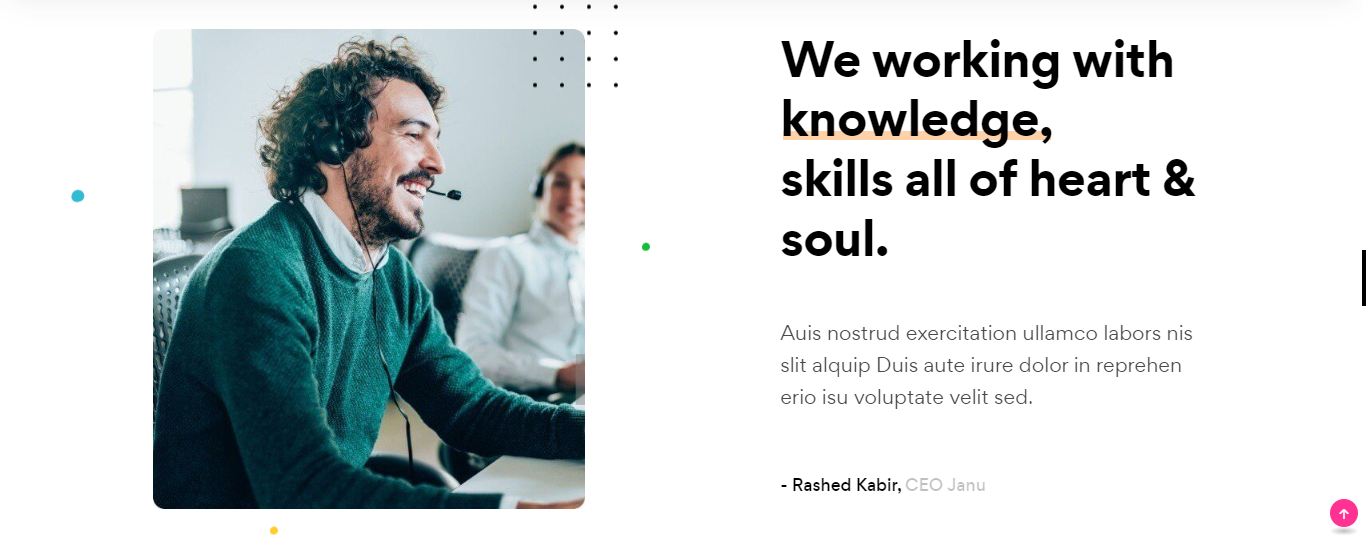 We working with
knowledge,
skills all of heart &
soul.
Auis nostrud exercitation ullamco labors nis
slit alquip Duis aute irure dolor in reprehen
erio isu voluptate velit sed.
- Rashed Kabir, CEO Janu